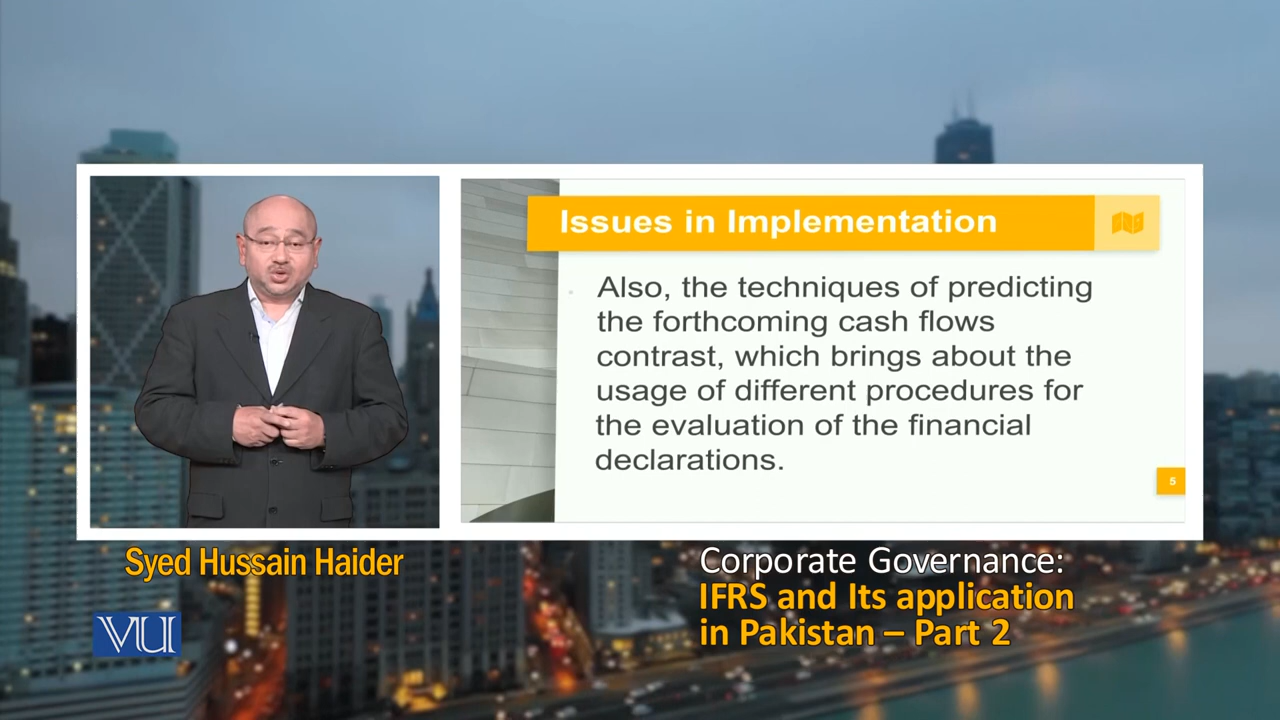 Issues in Implementation
Also, the techniques of predicting
the forthcoming cash flows
contrast, which brings about the
usage of different procedures for
the evaluation of the financial
declarations.
5
Syed Hussain Haider
Corporate Governance:
IFRS and Its application
in Pakistan – Part 2
VU